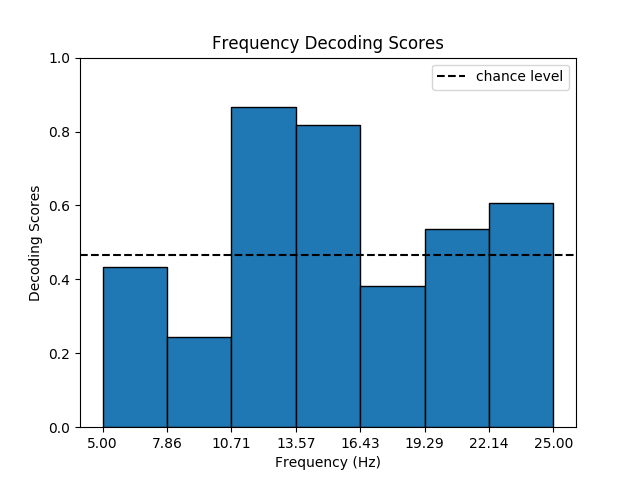 Frequency Decoding Scores
chance level
Decoding Scores
1.0
0.8
0.6
0.4
0.2
0.0
5.00 7.86 10.71 13.57 16.43 19.29 22.14 25.00
Frequency (Hz)